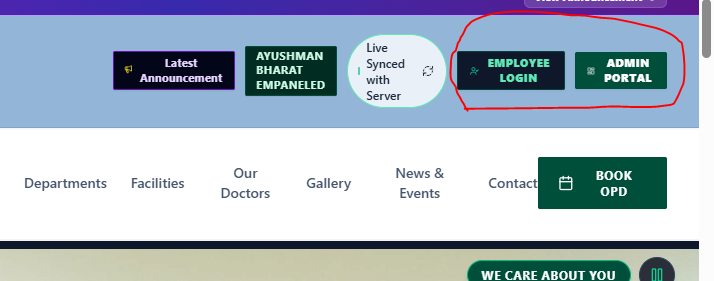 Latest
Announcement
AYUSHMAN
BHARAT
EMPANELED
Live
Synced
with
Server
EMPLOYEE
LOGIN
ADMIN
PORTAL
Departments
Facilities
Our
Doctors
Gallery
News &
Events
Contact
BOOK
OPD
WE CARE ABOUT YOU